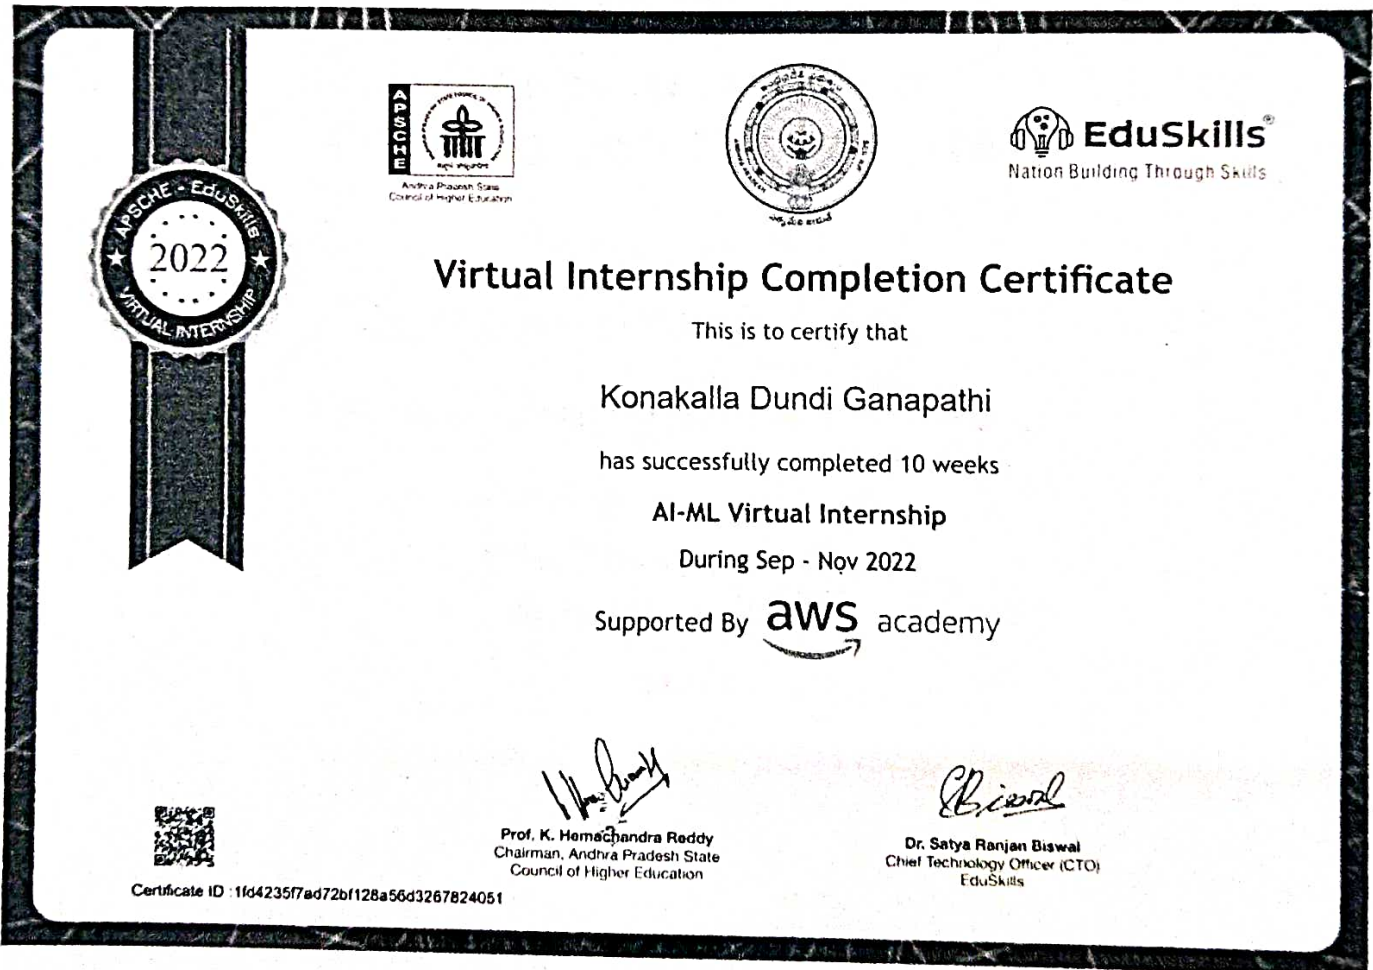 APSCHE
Andhra Pradesh State
Council of Higher Education
EduSkills®
Nation Building Through Skills
APSCHE - EduSkills
2022
VIRTUAL INTERNSHIP
Virtual Internship Completion Certificate
This is to certify that
Konakalla Dundi Ganapathi
has successfully completed 10 weeks
AI-ML Virtual Internship
During Sep - Nov 2022
Supported By aws academy
Prof. K. Hemachandra Reddy
Chairman, Andhra Pradesh State
Council of Higher Education
Dr. Satya Ranjan Biswal
Chief Technology Officer (CTO)
EduSkills
Certificate ID : 1fd4235f7ad72bf128a56d3267824051